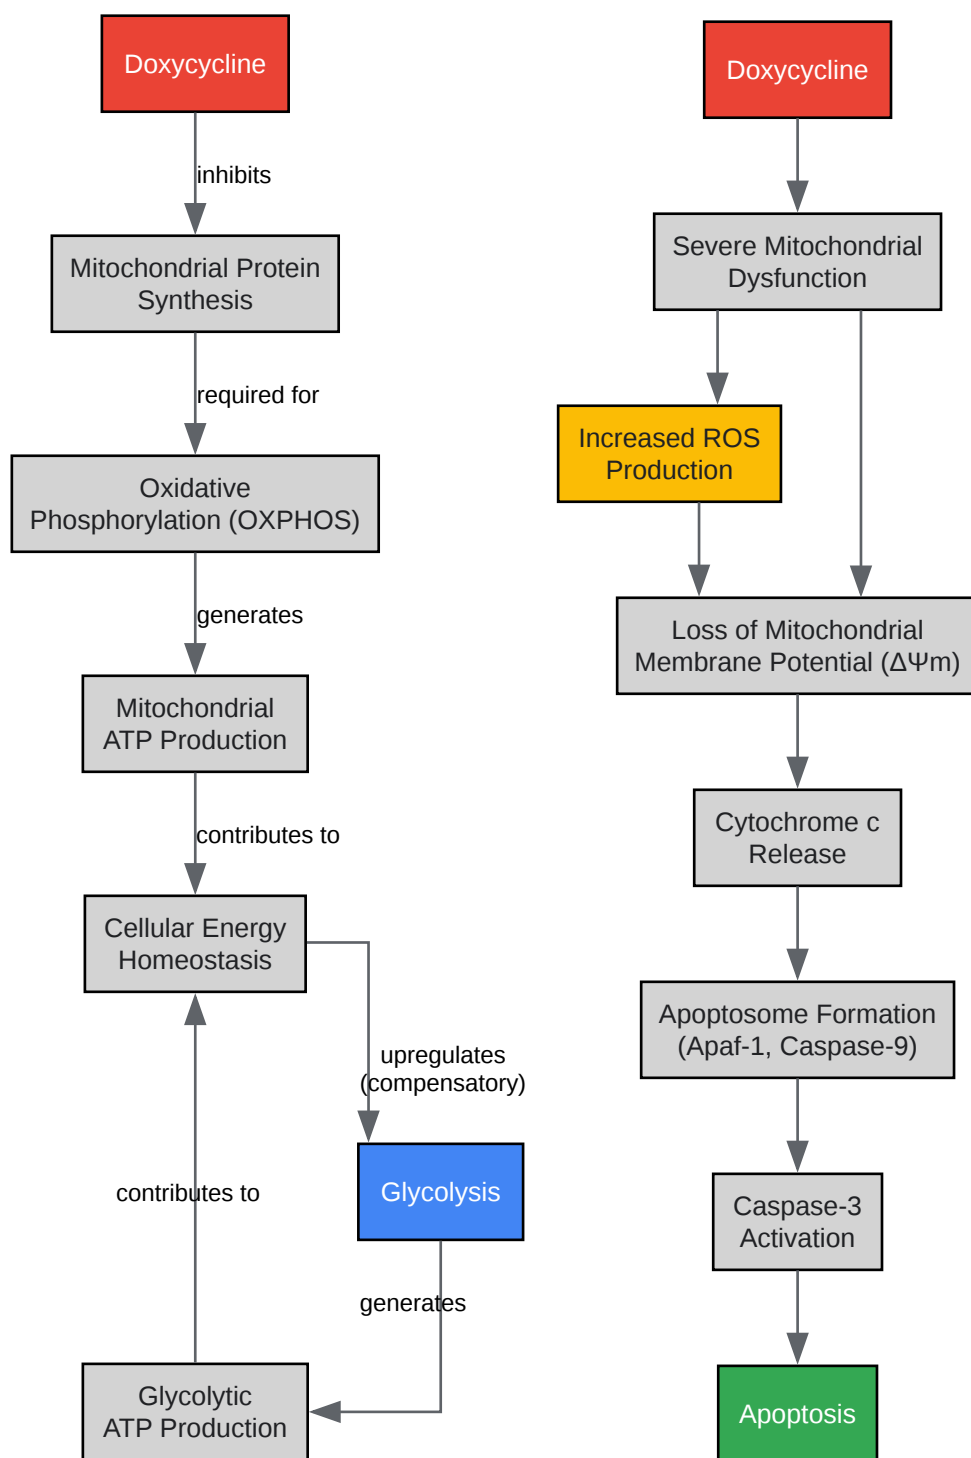 Doxycycline
inhibits
Mitochondrial Protein
Synthesis
required for
Oxidative
Phosphorylation (OXPHOS)
generates
Mitochondrial
ATP Production
contributes to
Cellular Energy
Homeostasis
upregulates
(compensatory)
Glycolysis
contributes to
generates
Glycolytic
ATP Production
Doxycycline
Severe Mitochondrial
Dysfunction
Increased ROS
Production
Loss of Mitochondrial
Membrane Potential (ΔΨm)
Cytochrome c
Release
Apoptosome Formation
(Apaf-1, Caspase-9)
Caspase-3
Activation
Apoptosis